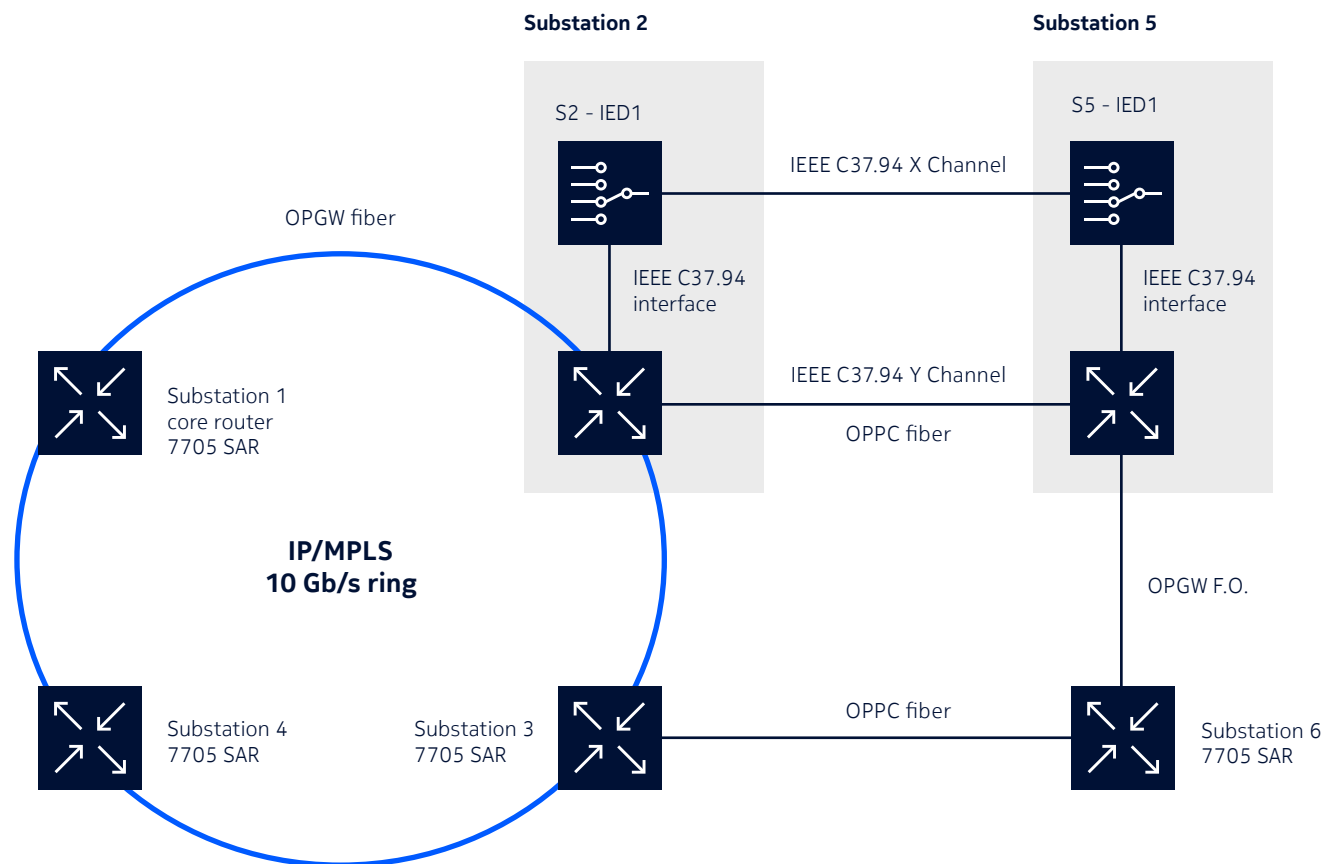 Substation 2
Substation 5
S2 - IED1
S5 - IED1
IEEE C37.94 X Channel
OPGW fiber
IEEE C37.94
interface
IEEE C37.94
interface
IEEE C37.94 Y Channel
Substation 1
core router
7705 SAR
OPPC fiber
IP/MPLS
10 Gb/s ring
OPGW F.O.
OPPC fiber
Substation 4
7705 SAR
Substation 3
7705 SAR
Substation 6
7705 SAR